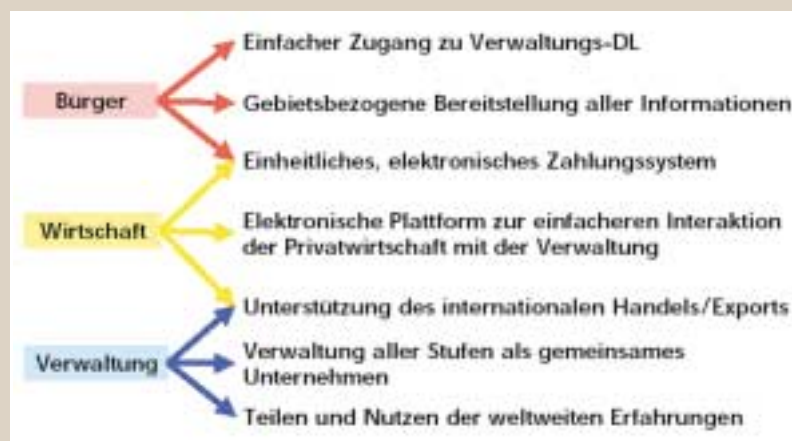 Einfacher Zugang zu Verwaltungs-DL
Bürger
Gebietsbezogene Bereitstellung aller Informationen
Einheitliches, elektronisches Zahlungssystem
Wirtschaft
Elektronische Plattform zur einfacheren Interaktion
der Privatwirtschaft mit der Verwaltung
Unterstützung des internationalen Handels/Exports
Verwaltung
Verwaltung aller Stufen als gemeinsames
Unternehmen
Teilen und Nutzen der weltweiten Erfahrungen